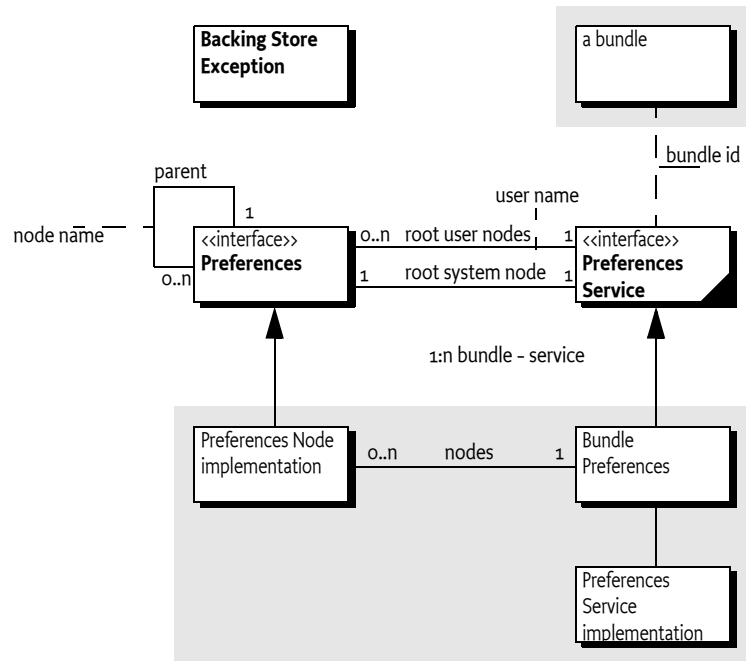 Backing Store
Exception
a bundle
bundle id
parent
user name
1
node name
<<interface>>
Preferences
0..n
0..n
root user nodes
1
1
root system node
1
<<interface>>
Preferences
Service
1:n bundle – service
Preferences Node
implementation
0..n
nodes
1
Bundle
Preferences
Preferences
Service
implementation